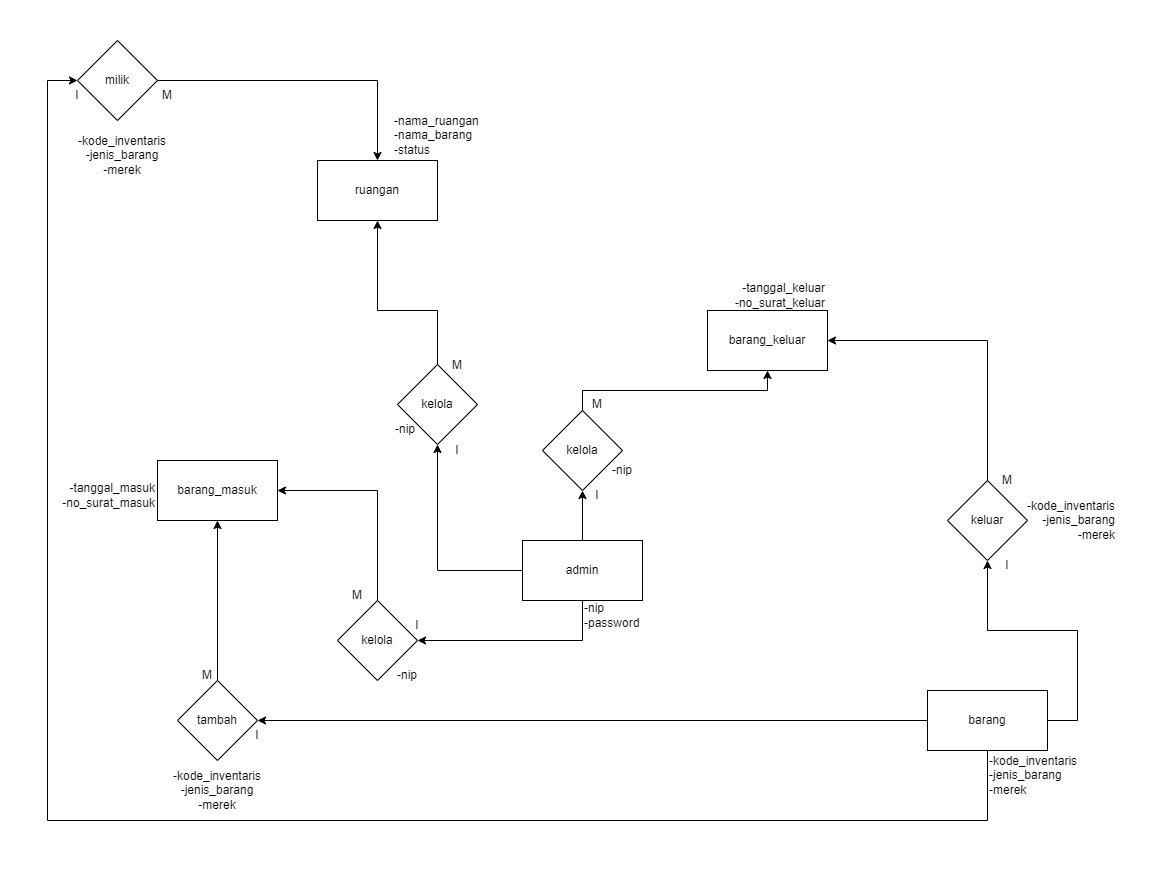 milik
I
M
-kode_inventaris
-jenis_barang
-merek
-nama_ruangan
-nama_barang
-status
ruangan
-tanggal_keluar
-no_surat_keluar
barang_keluar
M
kelola
-nip
I
M
kelola
-nip
I
-tanggal_masuk
-no_surat_masuk
barang_masuk
M
keluar
-kode_inventaris
-jenis_barang
-merek
I
admin
-nip
-password
M
I
kelola
-nip
M
tambah
I
-kode_inventaris
-jenis_barang
-merek
barang
-kode_inventaris
-jenis_barang
-merek